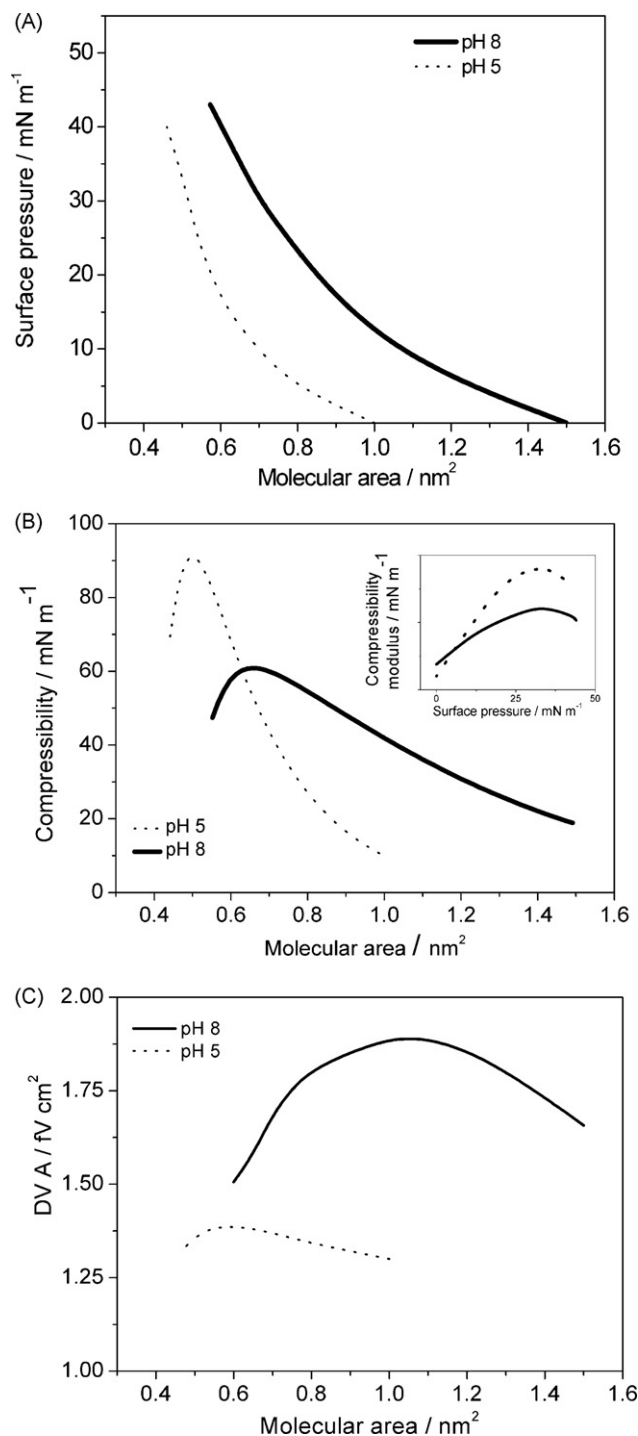 (A)
pH 8
pH 5
Surface pressure / mN m⁻¹
50
40
30
20
10
0
0.4 0.6 0.8 1.0 1.2 1.4 1.6
Molecular area / nm²
(B)
Compressibility / mN m⁻¹
100
80
60
40
20
0
Compressibility⁻¹
modulus / mN m
0 25 50
Surface pressure / mN m⁻¹
pH 5
pH 8
0.4 0.6 0.8 1.0 1.2 1.4 1.6
Molecular area / nm²
(C)
pH 8
pH 5
DV A / fV cm²
2.00
1.75
1.50
1.25
1.00
0.4 0.6 0.8 1.0 1.2 1.4 1.6
Molecular area / nm²